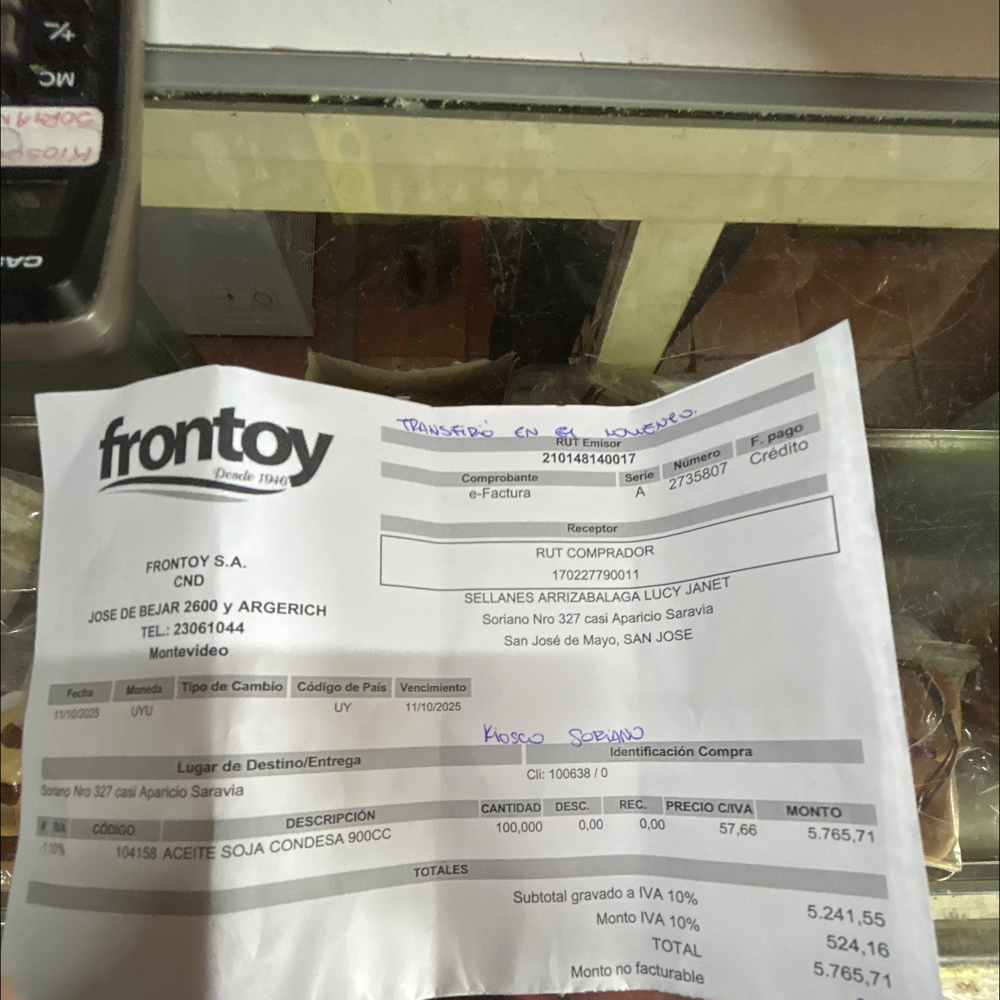 +/-
MC
SORIAN
KIOSC
CAS
TRANSFIRIÓ EN EL MOMENTO.
frontoy
Desde 1946
RUT Emisor
210148140017
Comprobante Serie Número F. pago
e-Factura A 2735807 Crédito
Receptor
RUT COMPRADOR
170227790011
SELLANES ARRIZABALAGA LUCY JANET
Soriano Nro 327 casi Aparicio Saravia
San José de Mayo, SAN JOSE
FRONTOY S.A.
CND
JOSE DE BEJAR 2600 y ARGERICH
TEL.: 23061044
Montevideo
Fecha Moneda Tipo de Cambio Código de País Vencimiento
11/10/2025 UYU UY 11/10/2025
Kiosco SORIANO
Lugar de Destino/Entrega Identificación Compra
Soriano Nro 327 casi Aparicio Saravia Cli: 100638 / 0
# IVA CÓDIGO DESCRIPCIÓN CANTIDAD DESC. REC. PRECIO C/IVA MONTO
1 10% 104158 ACEITE SOJA CONDESA 900CC 100,000 0,00 0,00 57,66 5.765,71
TOTALES
Subtotal gravado a IVA 10% 5.241,55
Monto IVA 10% 524,16
TOTAL 5.765,71
Monto no facturable